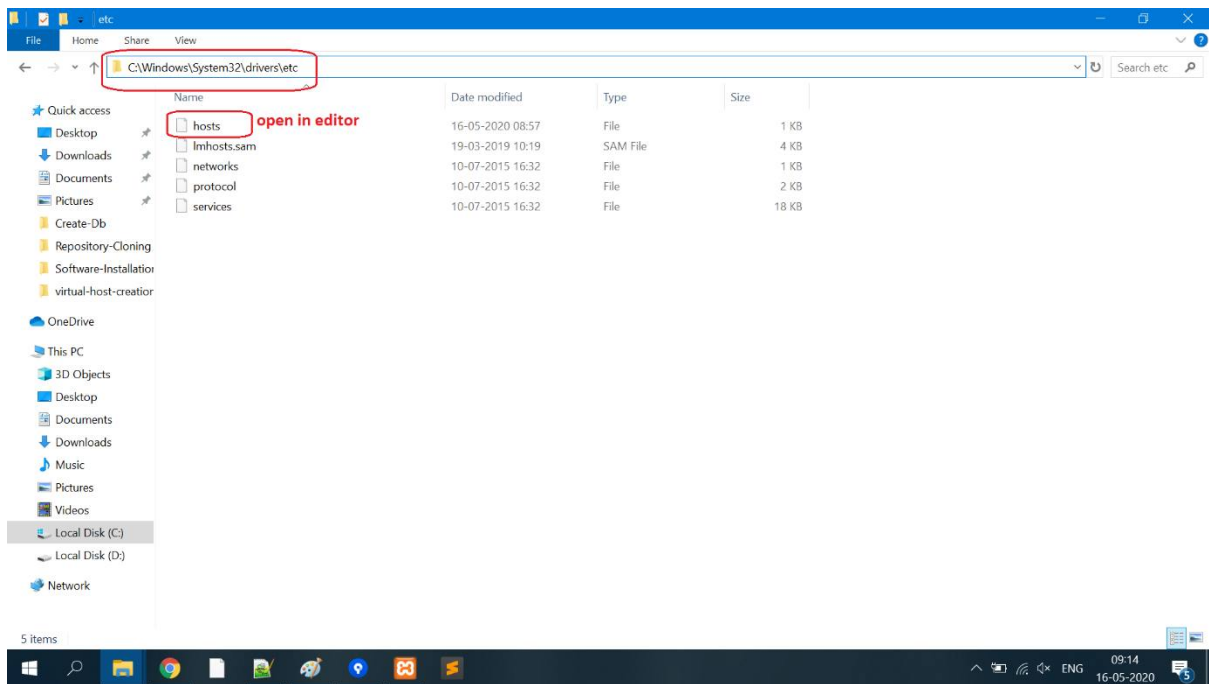 etc
File Home Share View
C:\Windows\System32\drivers\etc
Search etc
Name Date modified Type Size
hosts 16-05-2020 08:57 File 1 KB
open in editor
lmhosts.sam 19-03-2019 10:19 SAM File 4 KB
networks 10-07-2015 16:32 File 1 KB
protocol 10-07-2015 16:32 File 2 KB
services 10-07-2015 16:32 File 18 KB
Quick access
Desktop
Downloads
Documents
Pictures
Create-Db
Repository-Cloning
Software-Installation
virtual-host-creation
OneDrive
This PC
3D Objects
Desktop
Documents
Downloads
Music
Pictures
Videos
Local Disk (C:)
Local Disk (D:)
Network
5 items
ENG
09:14
16-05-2020
5